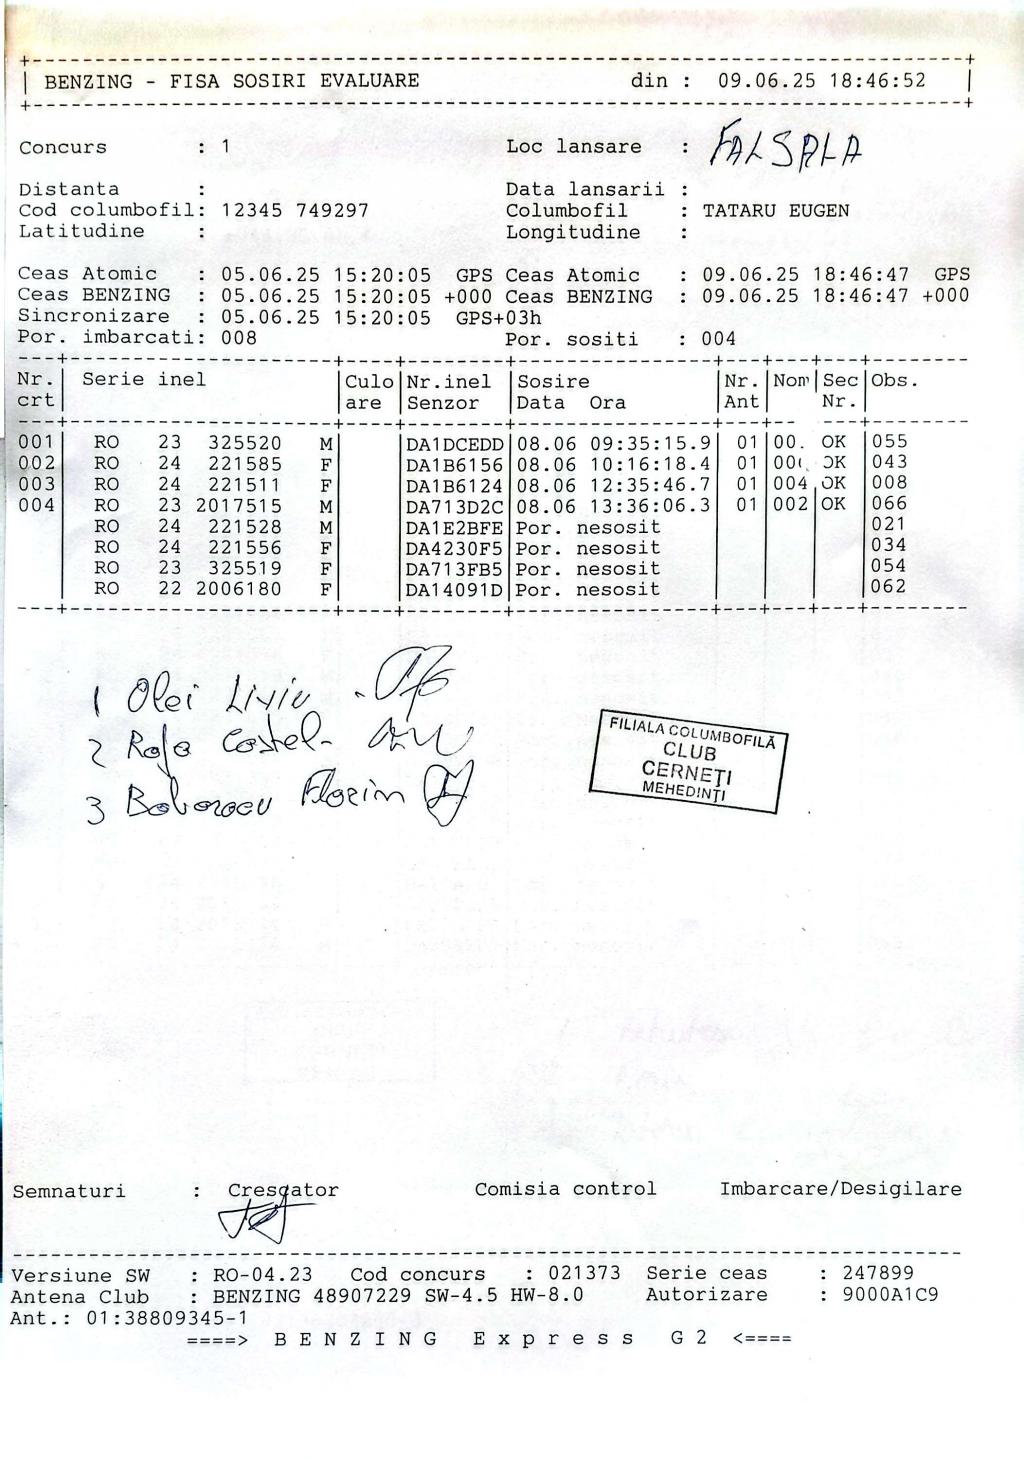 BENZING - FISA SOSIRI EVALUARE din : 09.06.25 18:46:52
Concurs : 1 Loc lansare : FALSALA
Distanta : Data lansarii :
Cod columbofil: 12345 749297 Columbofil : TATARU EUGEN
Latitudine : Longitudine :
Ceas Atomic : 05.06.25 15:20:05 GPS Ceas Atomic : 09.06.25 18:46:47 GPS
Ceas BENZING : 05.06.25 15:20:05 +000 Ceas BENZING : 09.06.25 18:46:47 +000
Sincronizare : 05.06.25 15:20:05 GPS+03h
Por. imbarcati: 008 Por. sositi : 004
Nr. Serie inel Culo Nr.inel Sosire Nr. Nom Sec Obs.
crt are Senzor Data Ora Ant Nr.
001 RO 23 325520 M DA1DCEDD 08.06 09:35:15.9 01 00. OK 055
002 RO 24 221585 F DA1B6156 08.06 10:16:18.4 01 OK 043
003 RO 24 221511 F DA1B6124 08.06 12:35:46.7 01 004 OK 008
004 RO 23 2017515 M DA713D2C 08.06 13:36:06.3 01 002 OK 066
RO 24 221528 M DA1E2BFE Por. nesosit 021
RO 24 221556 F DA4230F5 Por. nesosit 034
RO 23 325519 F DA713FB5 Por. nesosit 054
RO 22 2006180 F DA14091D Por. nesosit 062
1 Olei Liviu
2 Costel
3 Florin
FILIALA COLUMBOFILĂ
CLUB
CERNEȚI
MEHEDINȚI
Semnaturi : Crescator Comisia control Imbarcare/Desigilare
Versiune SW : RO-04.23 Cod concurs : 021373 Serie ceas : 247899
Antena Club : BENZING 48907229 SW-4.5 HW-8.0 Autorizare : 9000A1C9
Ant.: 01:38809345-1
====> B E N Z I N G E x p r e s s G 2 <====